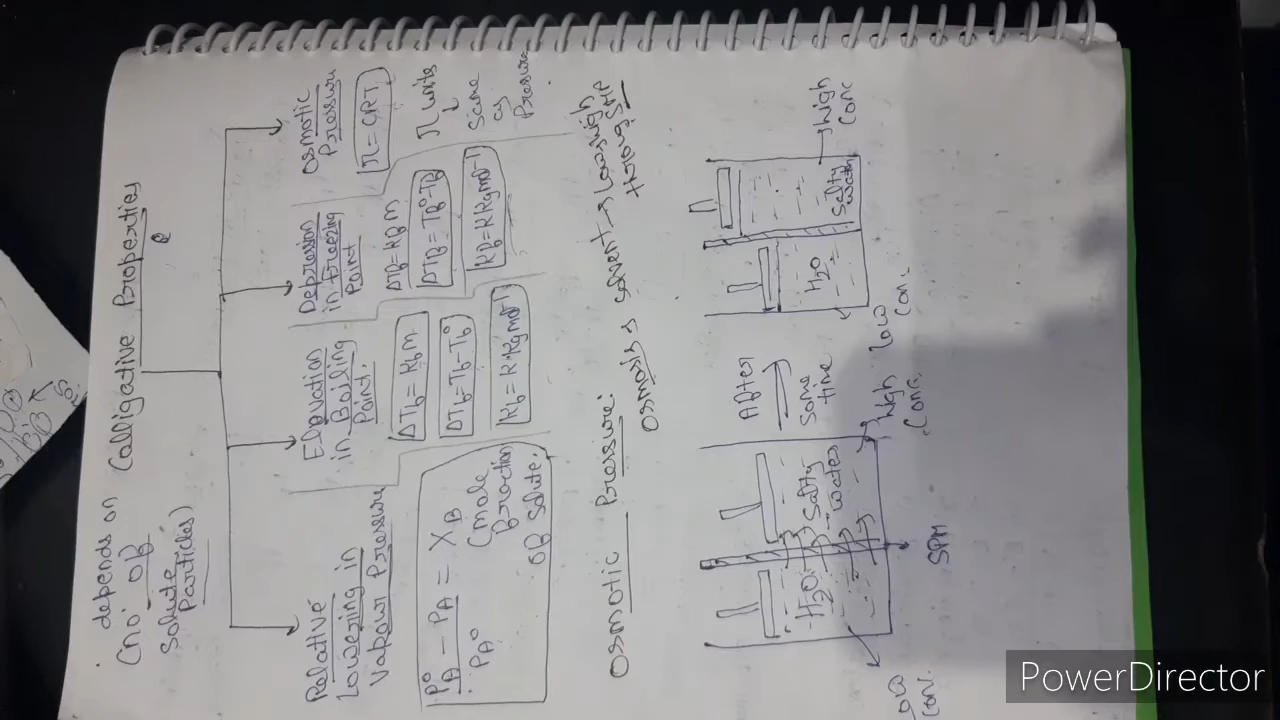 depends on
(no. of
solute
Particles)
Colligative Properties
Relative
Lowering in
Vapour Pressure
P°A - PA = XB
PA°
(mole
fraction
of solute.
Elevation
in Boiling
Point.
ΔTb = Kb m
ΔTb = Tb - Tb°
Kb = K Kg mol-1
Depression
in freezing
Point
ΔTf = Kf m
ΔTf = Tf° - Tf
Kf = K Kg mol-1
Osmotic
Pressure
π = CRT
π units
↓
Same
as
Pressure
Osmotic Pressure:
Osmosis → solvent → low → high
through SMP
H2O
Salty
water
low
conc.
SPM
High
Conc.
After
Some
time
H2O
Salty
water
low
Conc.
High
Conc
PowerDirector